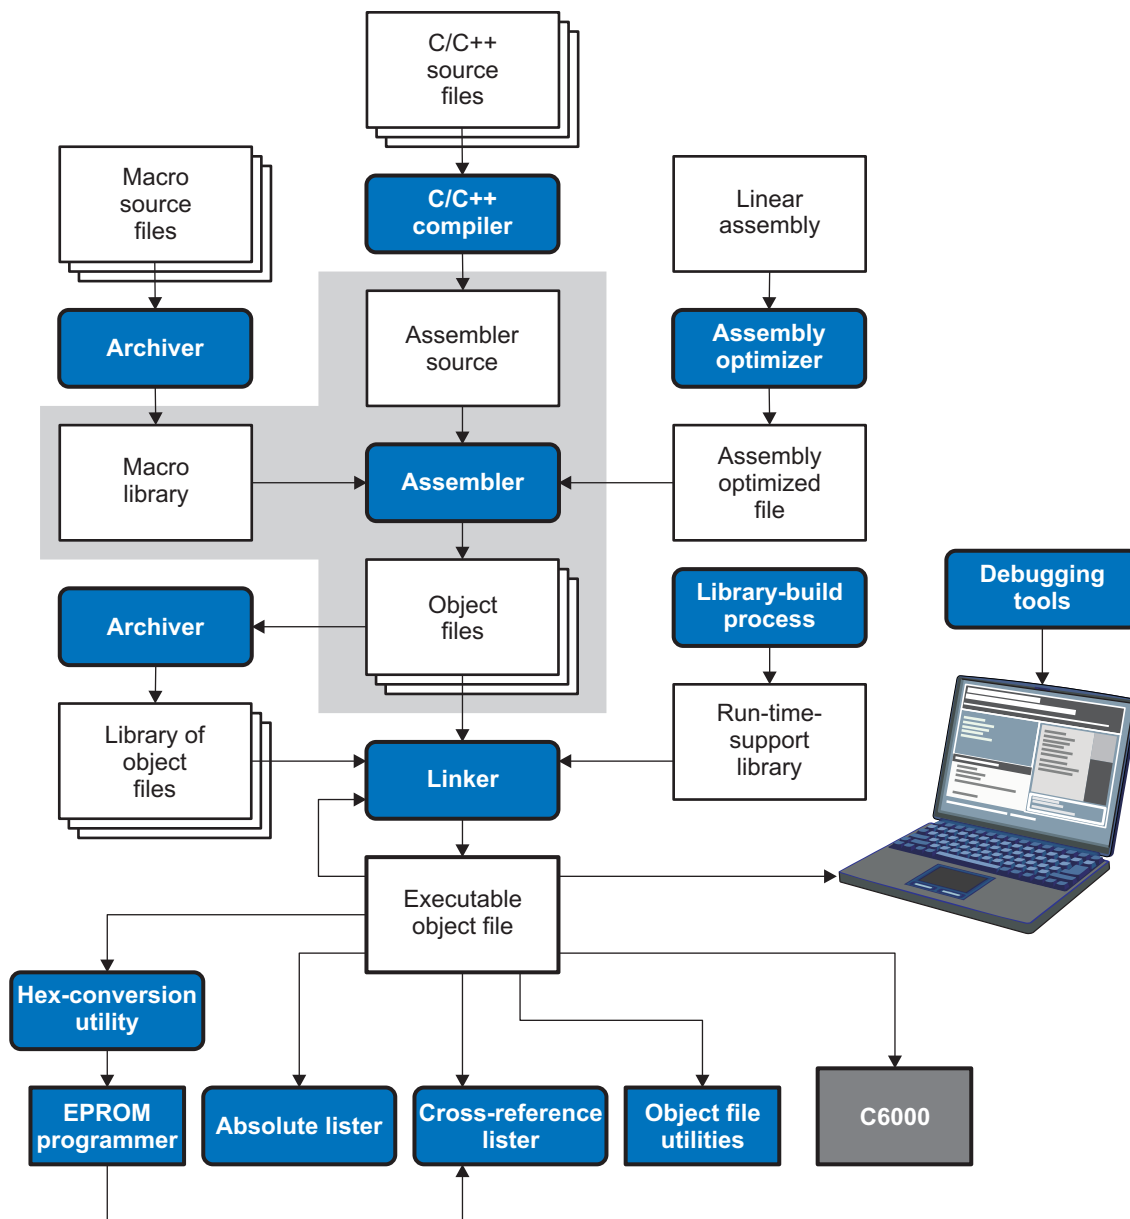 C/C++
source
files
Macro
source
files
C/C++
compiler
Linear
assembly
Archiver
Assembler
source
Assembly
optimizer
Macro
library
Assembler
Assembly
optimized
file
Archiver
Object
files
Library-build
process
Debugging
tools
Library of
object
files
Linker
Run-time-
support
library
Executable
object file
Hex-conversion
utility
EPROM
programmer
Absolute lister
Cross-reference
lister
Object file
utilities
C6000